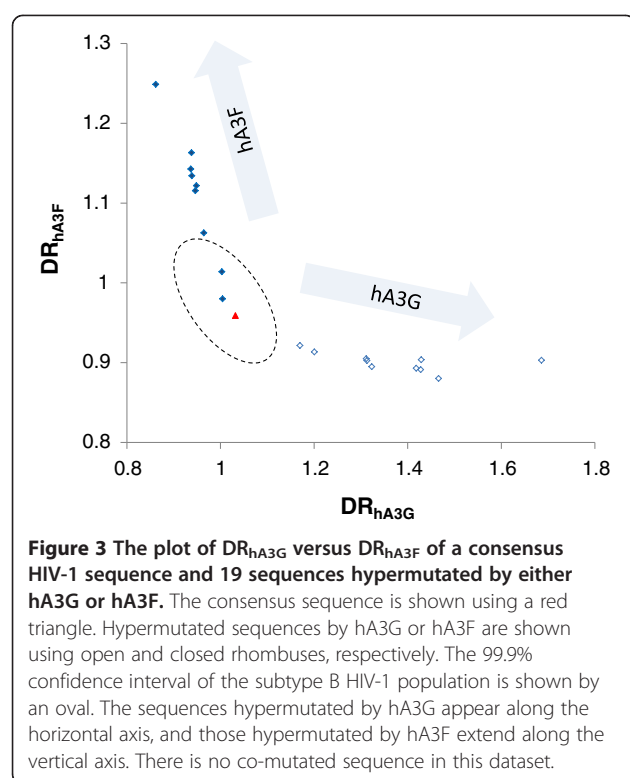 1.3
1.2
1.1
1
0.9
0.8
DRhA3F
hA3F
hA3G
0.8 1 1.2 1.4 1.6 1.8
DRhA3G
Figure 3 The plot of DRhA3G versus DRhA3F of a consensus
HIV-1 sequence and 19 sequences hypermutated by either
hA3G or hA3F. The consensus sequence is shown using a red
triangle. Hypermutated sequences by hA3G or hA3F are shown
using open and closed rhombuses, respectively. The 99.9%
confidence interval of the subtype B HIV-1 population is shown by
an oval. The sequences hypermutated by hA3G appear along the
horizontal axis, and those hypermutated by hA3F extend along the
vertical axis. There is no co-mutated sequence in this dataset.